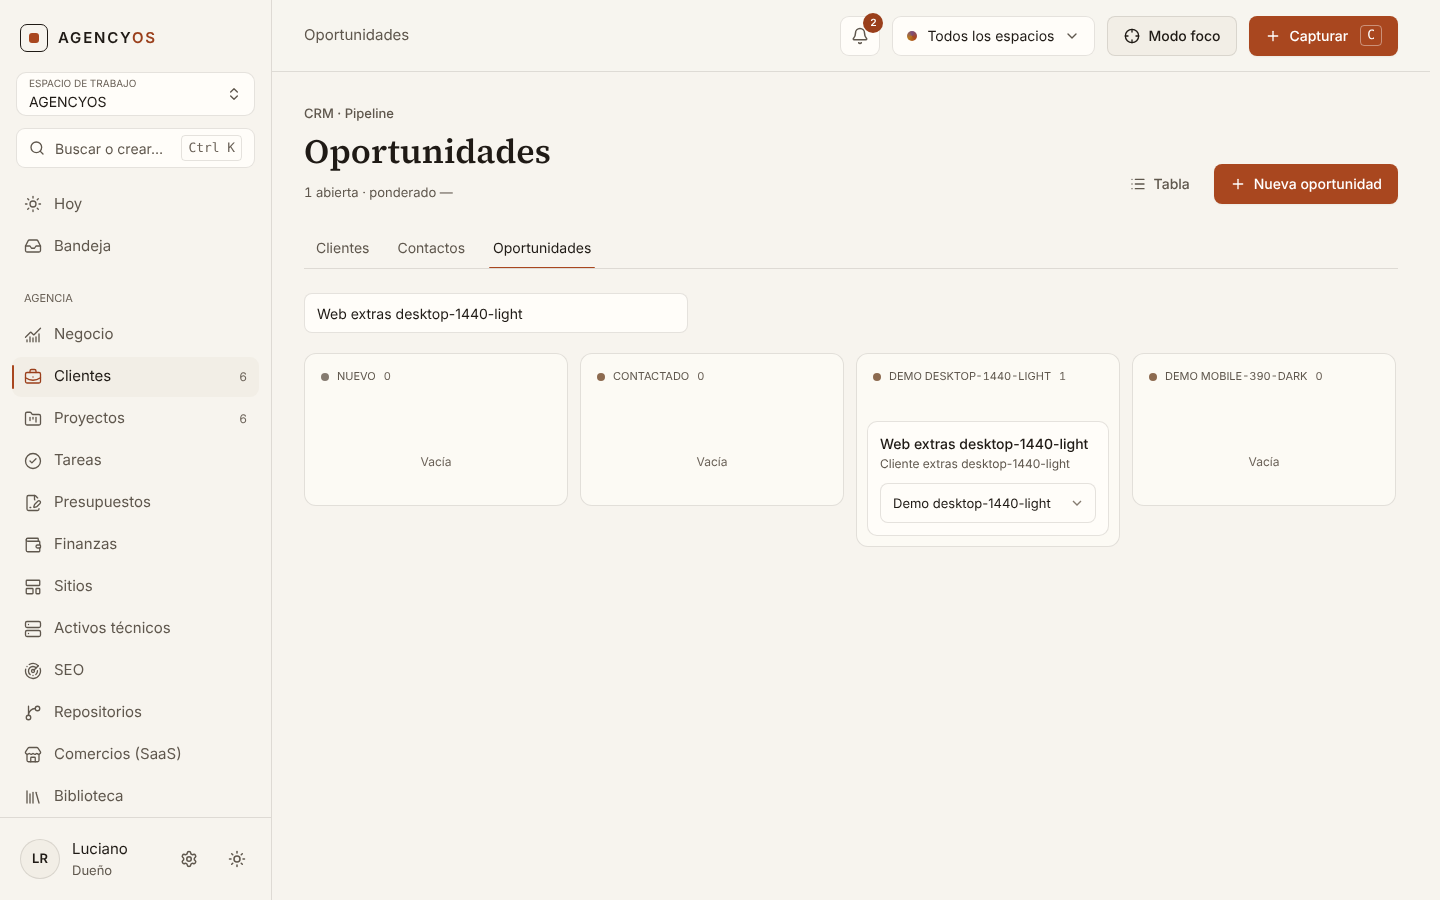 AGENCYOS
ESPACIO DE TRABAJO
AGENCYOS
Buscar o crear... Ctrl K
Hoy
Bandeja
AGENCIA
Negocio
Clientes 6
Proyectos 6
Tareas
Presupuestos
Finanzas
Sitios
Activos técnicos
SEO
Repositorios
Comercios (SaaS)
Biblioteca
LR
Luciano
Dueño
Oportunidades
2
Todos los espacios
Modo foco
Capturar C
CRM · Pipeline
Oportunidades
1 abierta · ponderado —
Tabla
Nueva oportunidad
Clientes Contactos Oportunidades
Web extras desktop-1440-light
NUEVO 0
Vacía
CONTACTADO 0
Vacía
DEMO DESKTOP-1440-LIGHT 1
Web extras desktop-1440-light
Cliente extras desktop-1440-light
Demo desktop-1440-light
DEMO MOBILE-390-DARK 0
Vacía